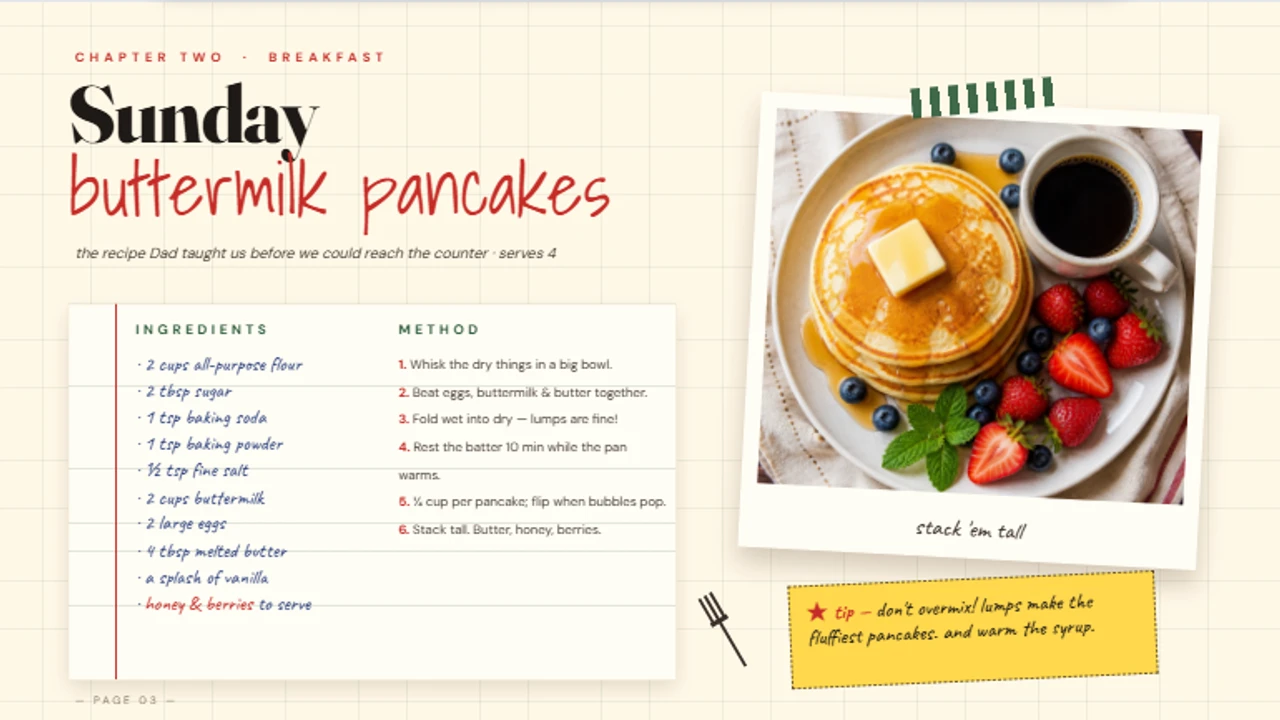 CHAPTER TWO · BREAKFAST
Sunday
buttermilk pancakes
the recipe Dad taught us before we could reach the counter · serves 4
INGREDIENTS
· 2 cups all-purpose flour
· 2 tbsp sugar
· 1 tsp baking soda
· 1 tsp baking powder
· ½ tsp fine salt
· 2 cups buttermilk
· 2 large eggs
· 4 tbsp melted butter
· a splash of vanilla
· honey & berries to serve
METHOD
1. Whisk the dry things in a big bowl.
2. Beat eggs, buttermilk & butter together.
3. Fold wet into dry — lumps are fine!
4. Rest the batter 10 min while the pan
warms.
5. ¼ cup per pancake; flip when bubbles pop.
6. Stack tall. Butter, honey, berries.
stack 'em tall
★ tip — don't overmix! lumps make the
fluffiest pancakes. and warm the syrup.
— PAGE 03 —